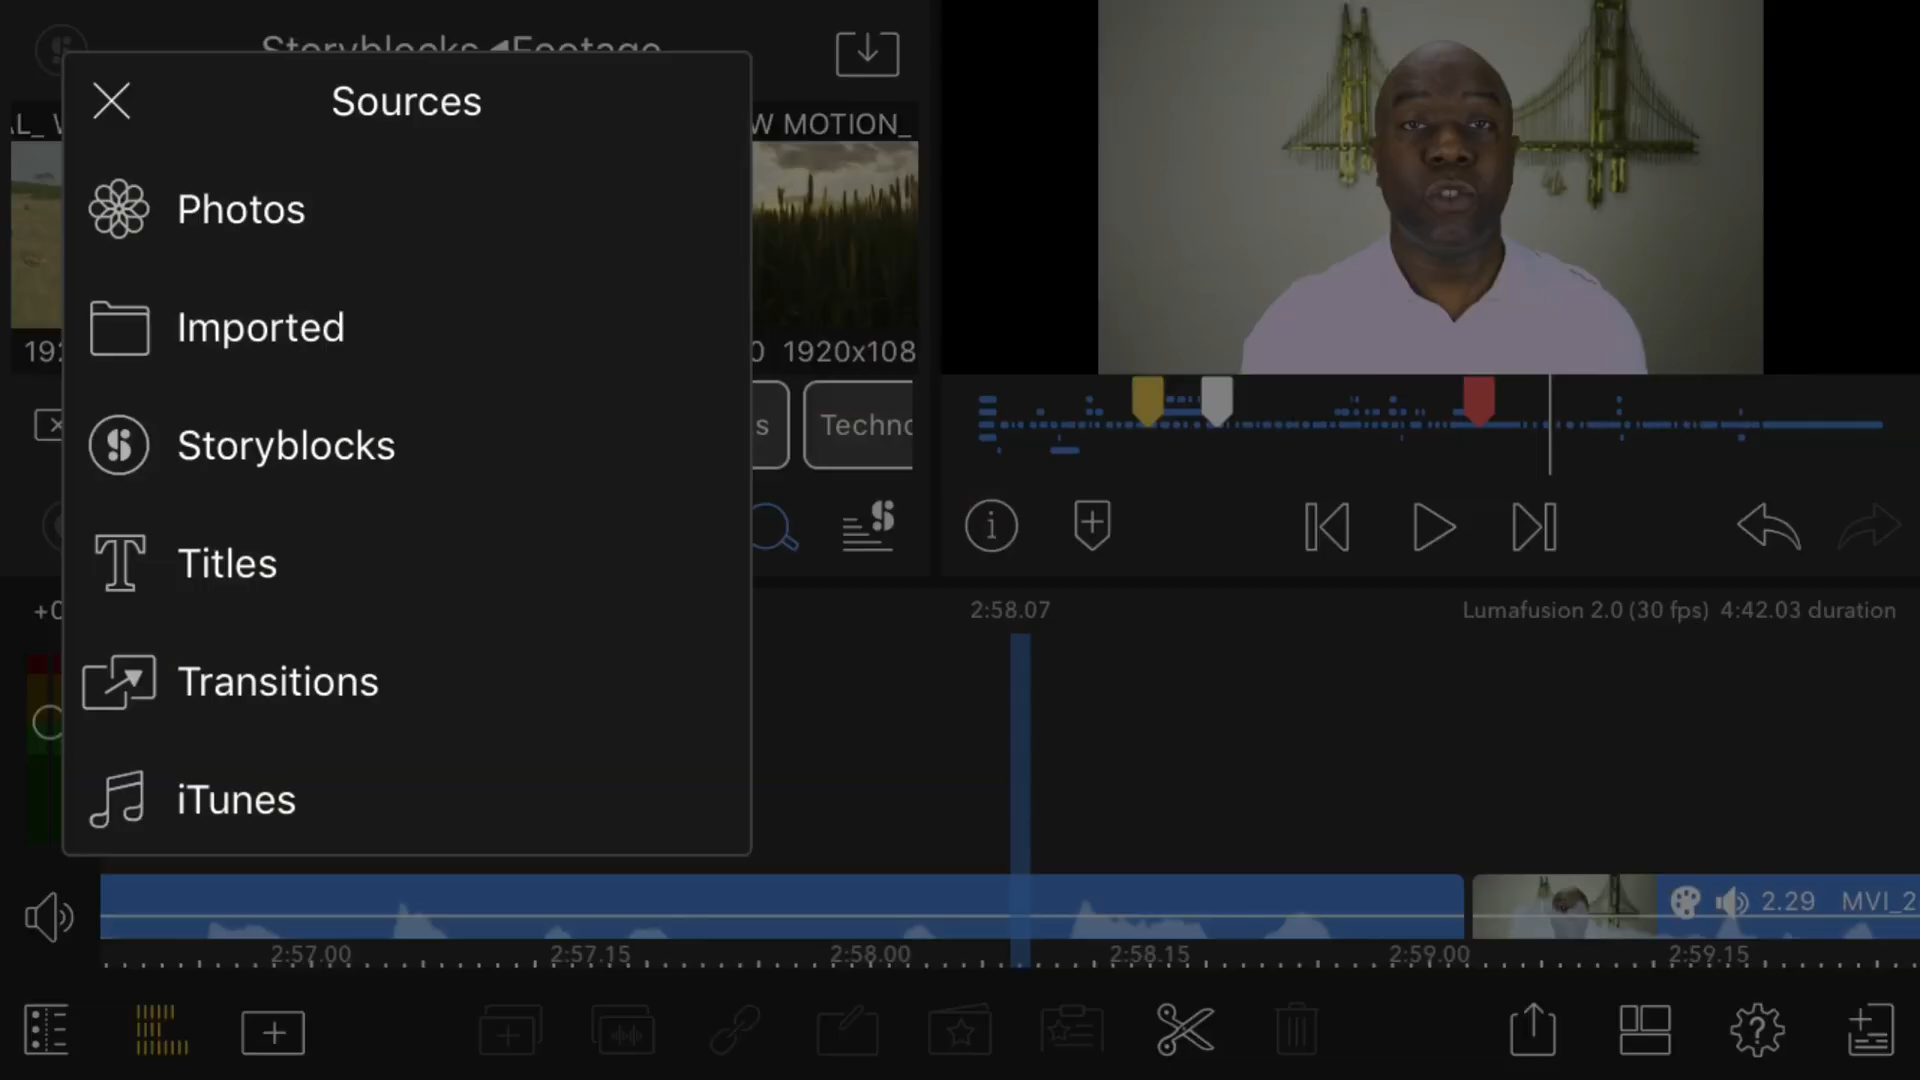 Storyblocks ◀Footage
Sources
W MOTION_
Photos
Imported
1920x108
Techno
Storyblocks
Titles
2:58.07
Lumafusion 2.0 (30 fps) 4:42.03 duration
Transitions
iTunes
2.29 MVI_2
2:57.00 2:57.15 2:58.00 2:58.15 2:59.00 2:59.15